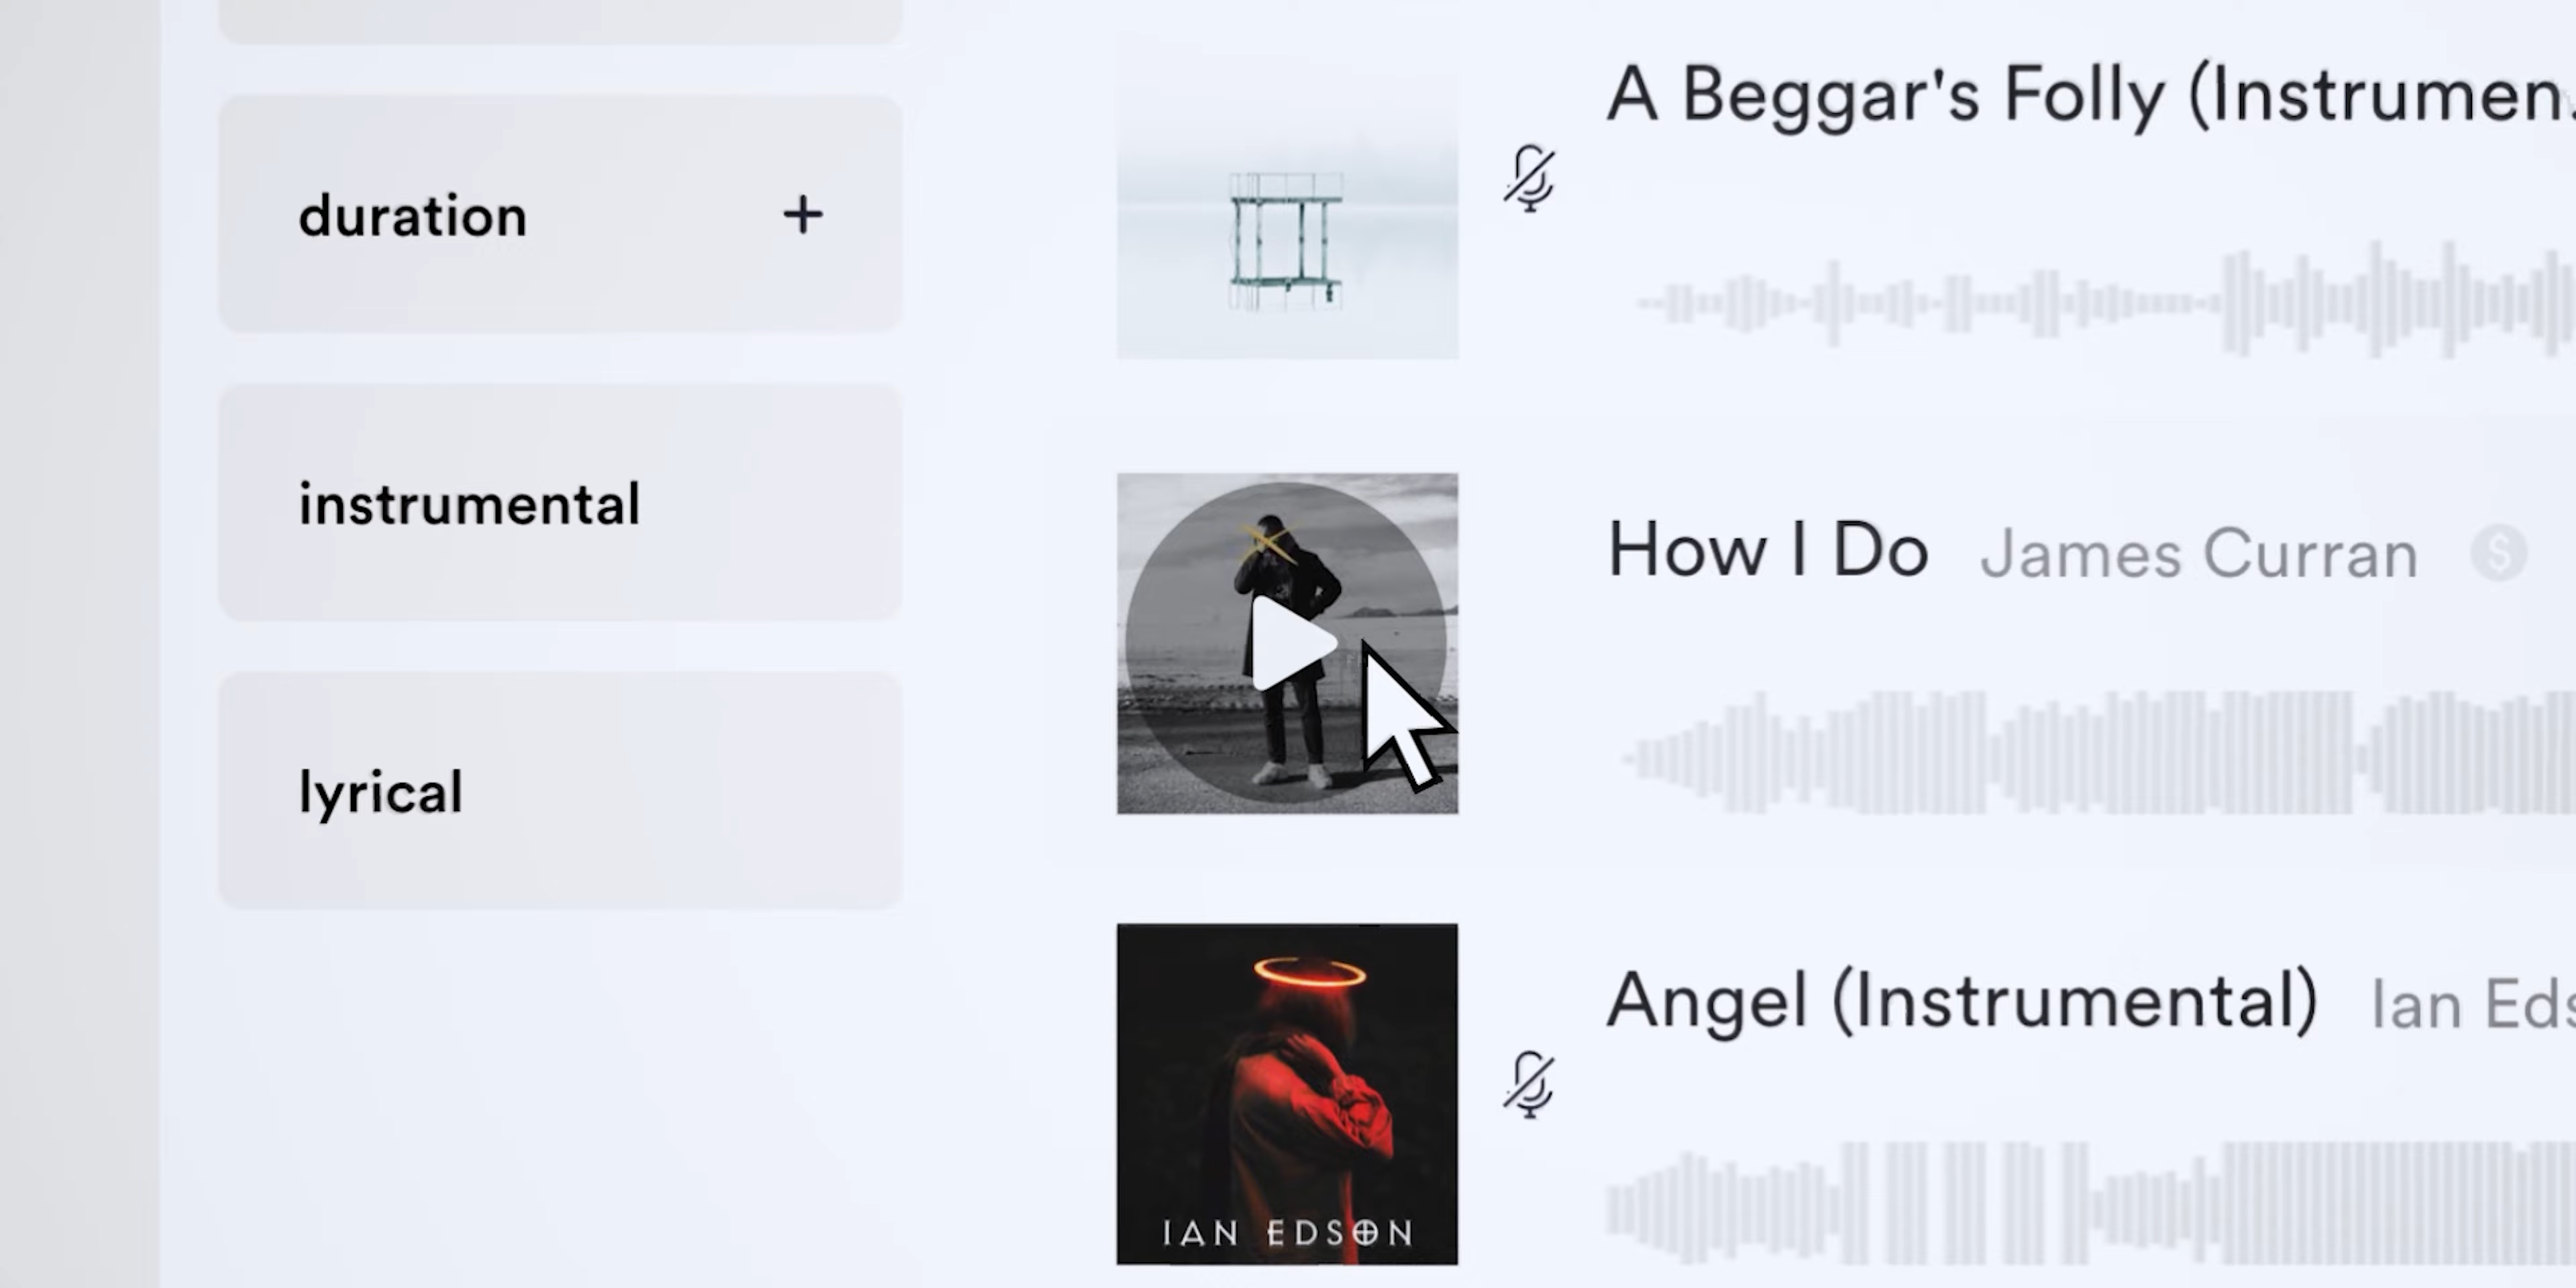 duration +
instrumental
lyrical
A Beggar's Folly (Instrumen.
How I Do James Curran $
Angel (Instrumental) Ian Eds
IAN EDSON